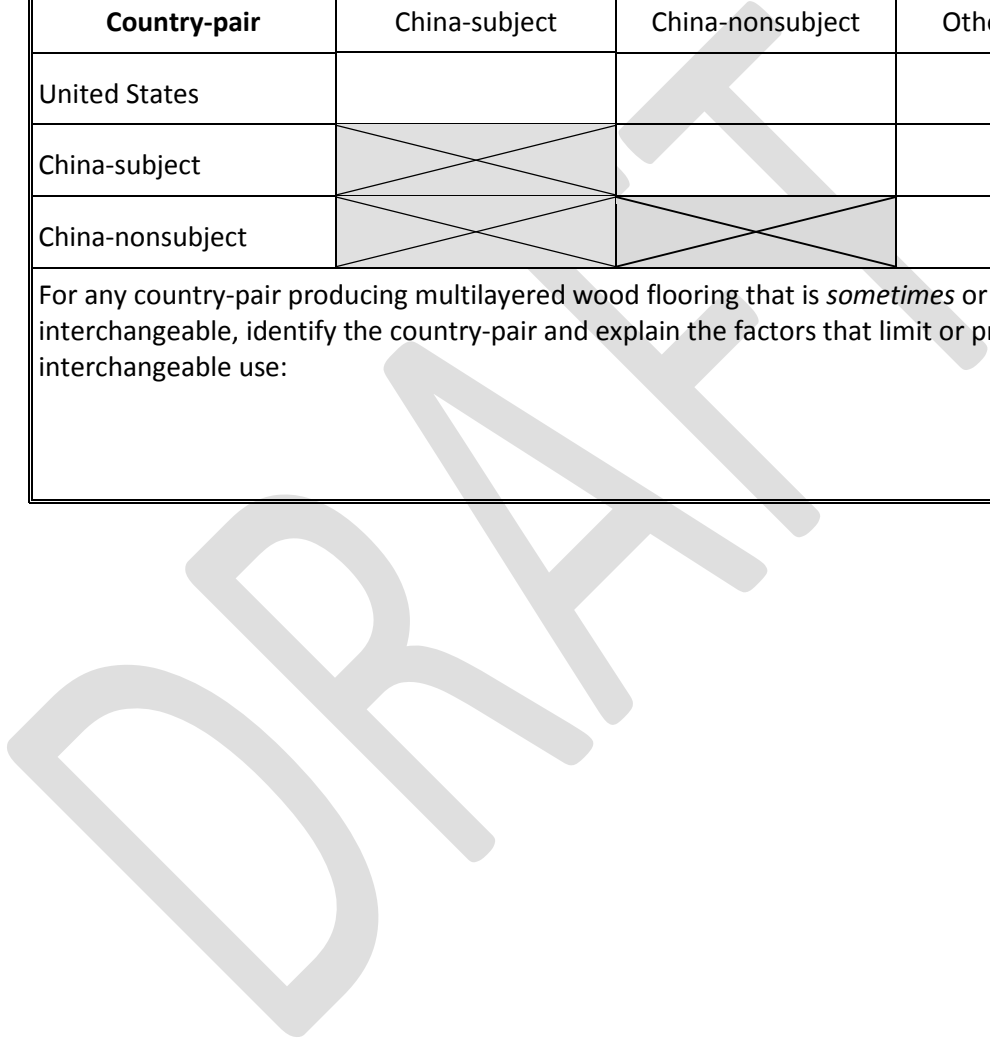 Country-pair China-subject China-nonsubject
United States
China-subject
China-nonsubject
For any country-pair producing multilayered wood flooring that is sometimes or
interchangeable, identify the country-pair and explain the factors that limit or
interchangeable use:
DRAFT